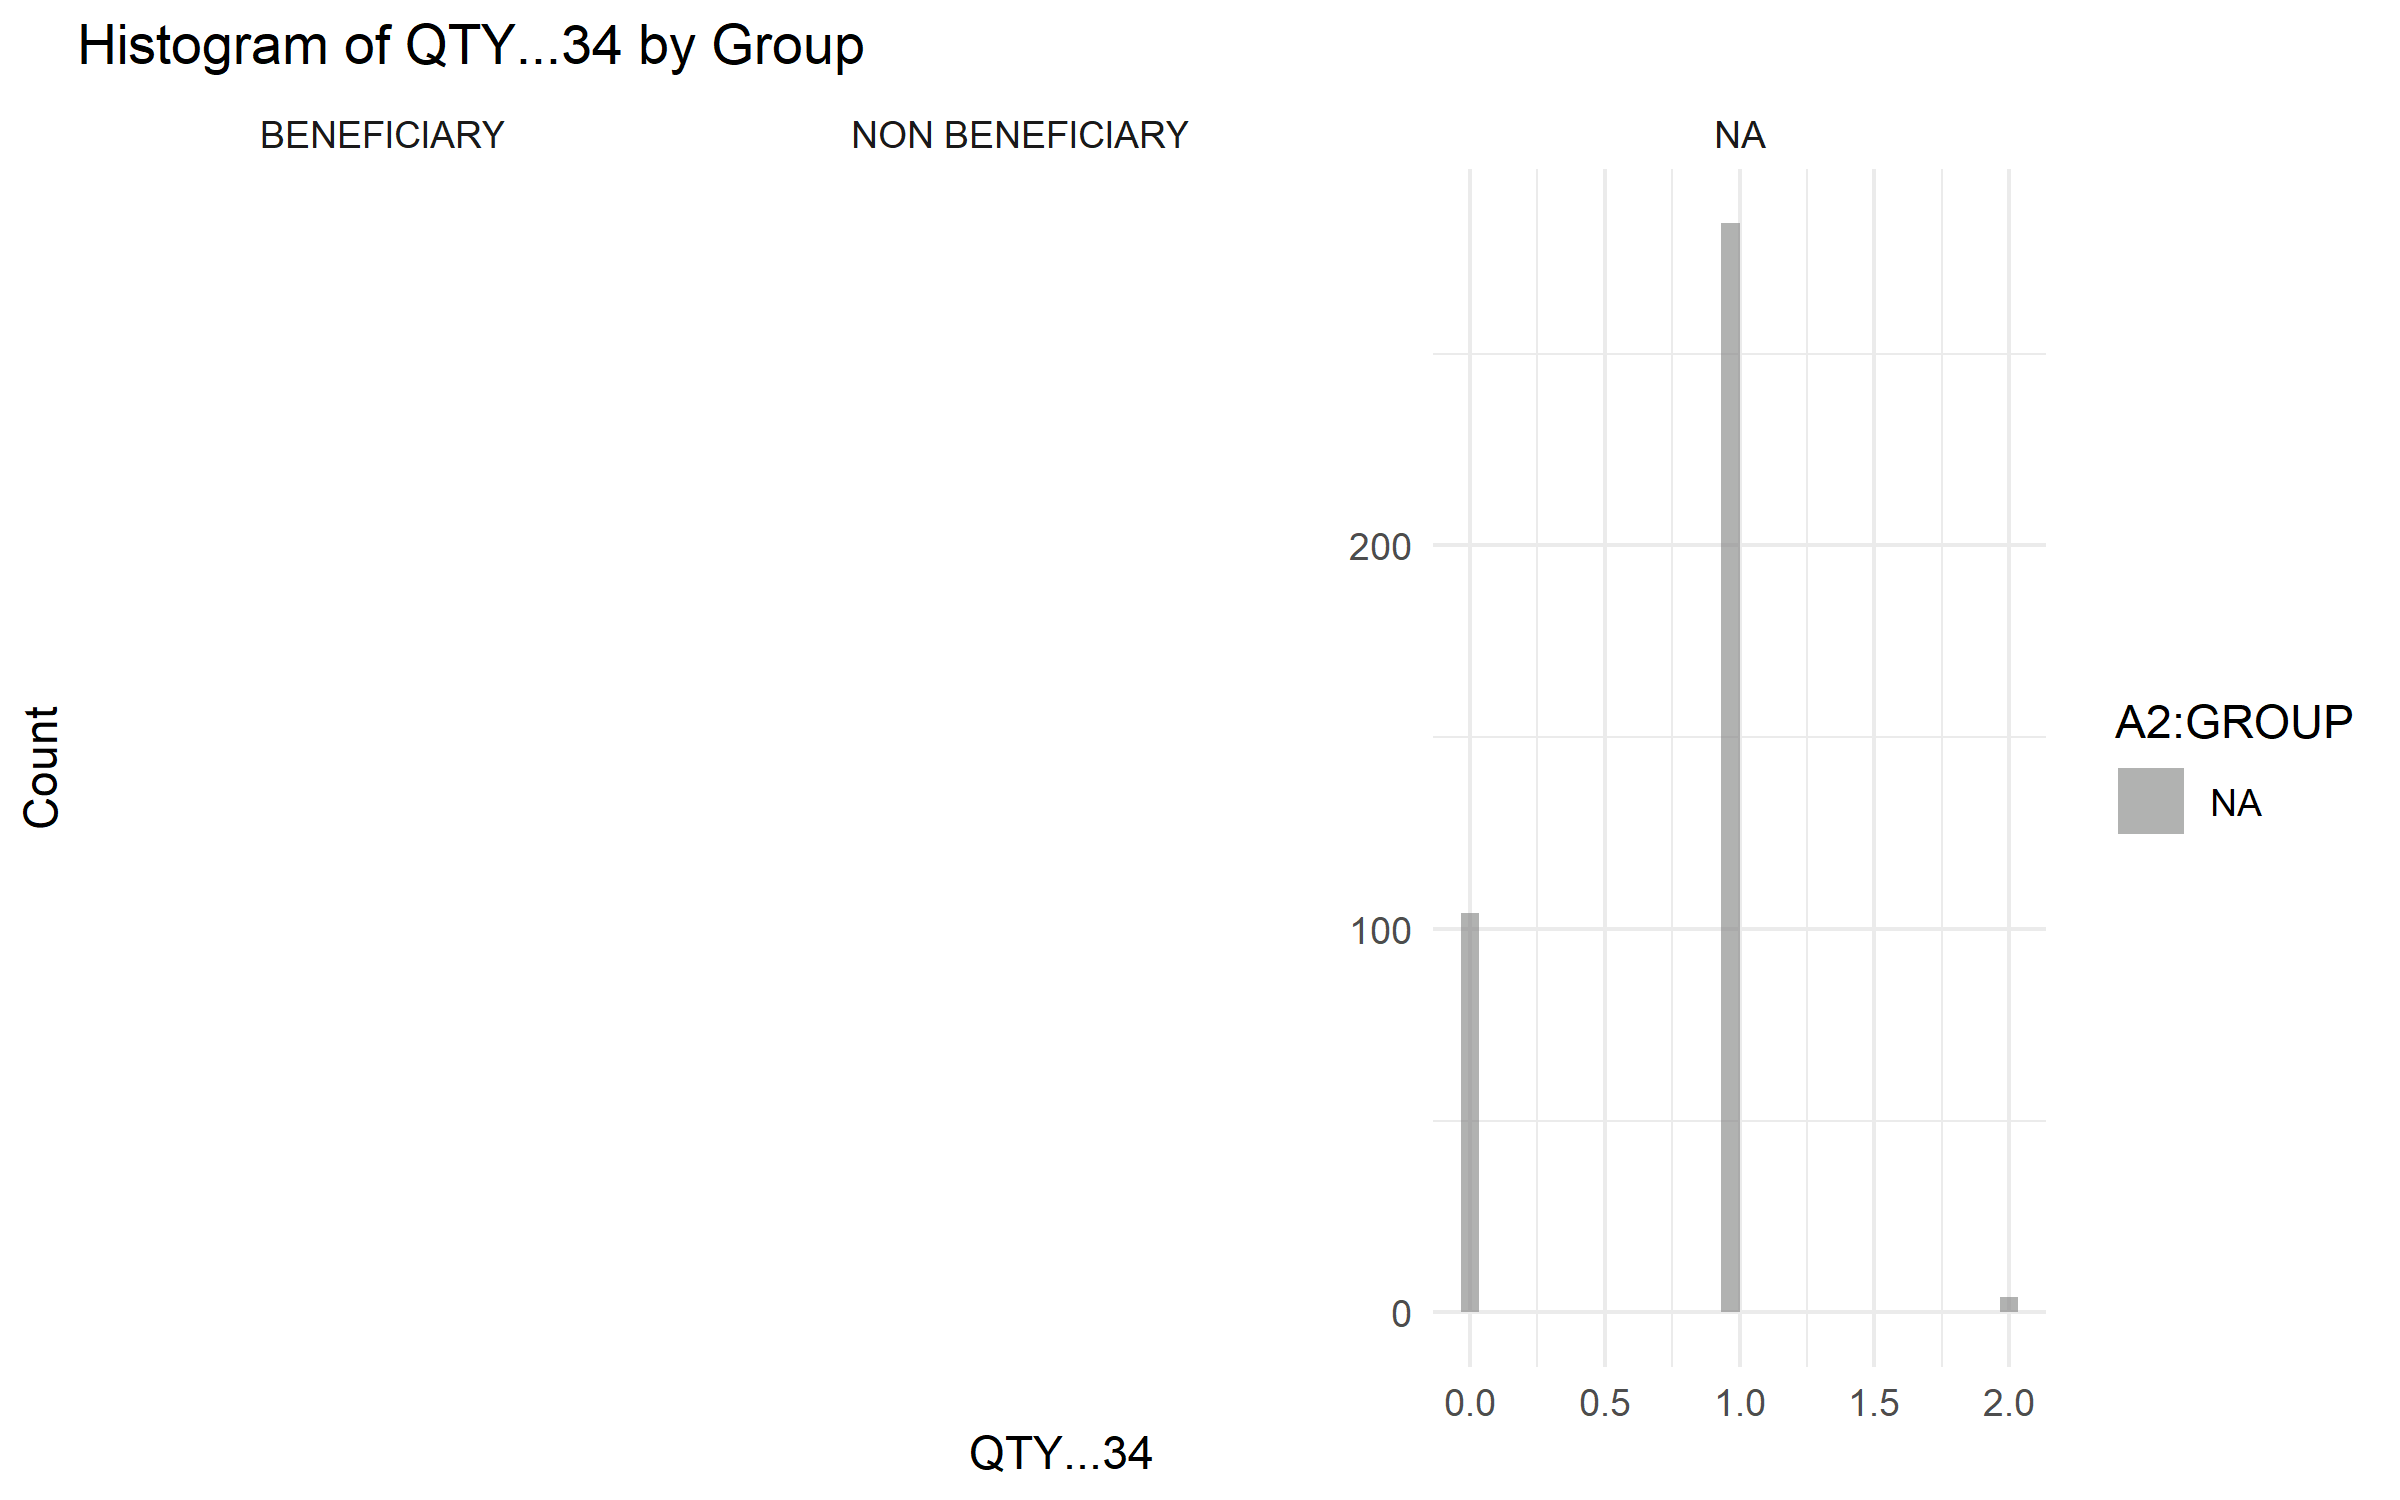 Histogram of QTY...34 by Group
BENEFICIARY
NON BENEFICIARY
NA
Count
200
100
0
0.0 0.5 1.0 1.5 2.0
QTY...34
A2:GROUP
NA